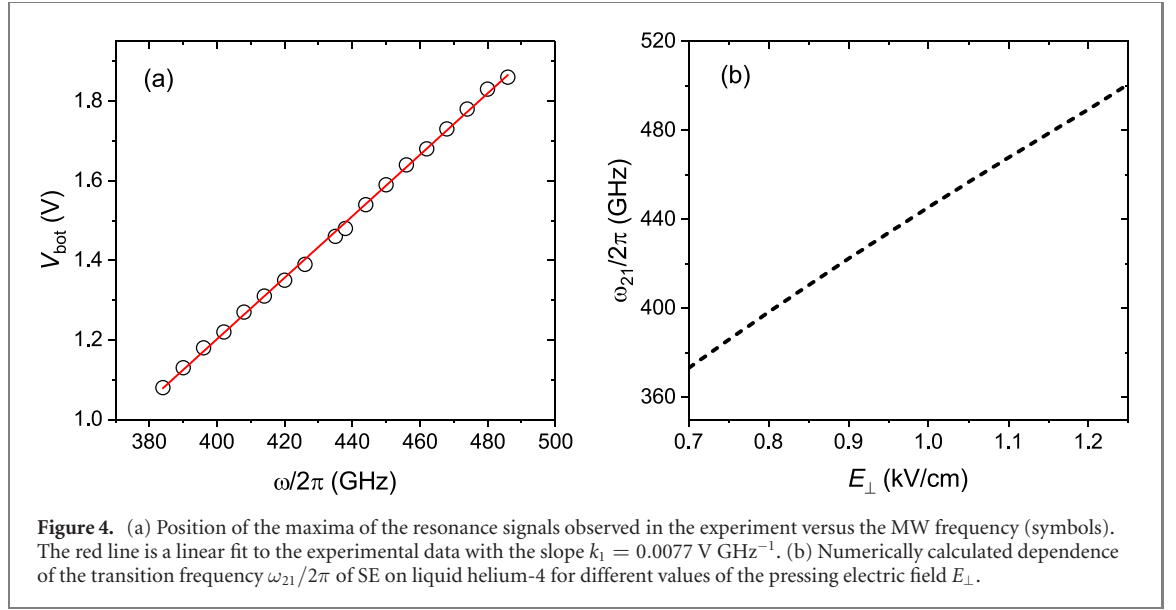 (a)
V_bot (V)
1.8
1.6
1.4
1.2
1.0
380 400 420 440 460 480 500
ω/2π (GHz)
(b)
ω₂₁/2π (GHz)
520
480
440
400
360
0.7 0.8 0.9 1.0 1.1 1.2
E⊥ (kV/cm)
Figure 4. (a) Position of the maxima of the resonance signals observed in the experiment versus the MW frequency (symbols).
The red line is a linear fit to the experimental data with the slope k₁ = 0.0077 V GHz⁻¹. (b) Numerically calculated dependence
of the transition frequency ω₂₁/2π of SE on liquid helium-4 for different values of the pressing electric field E⊥.